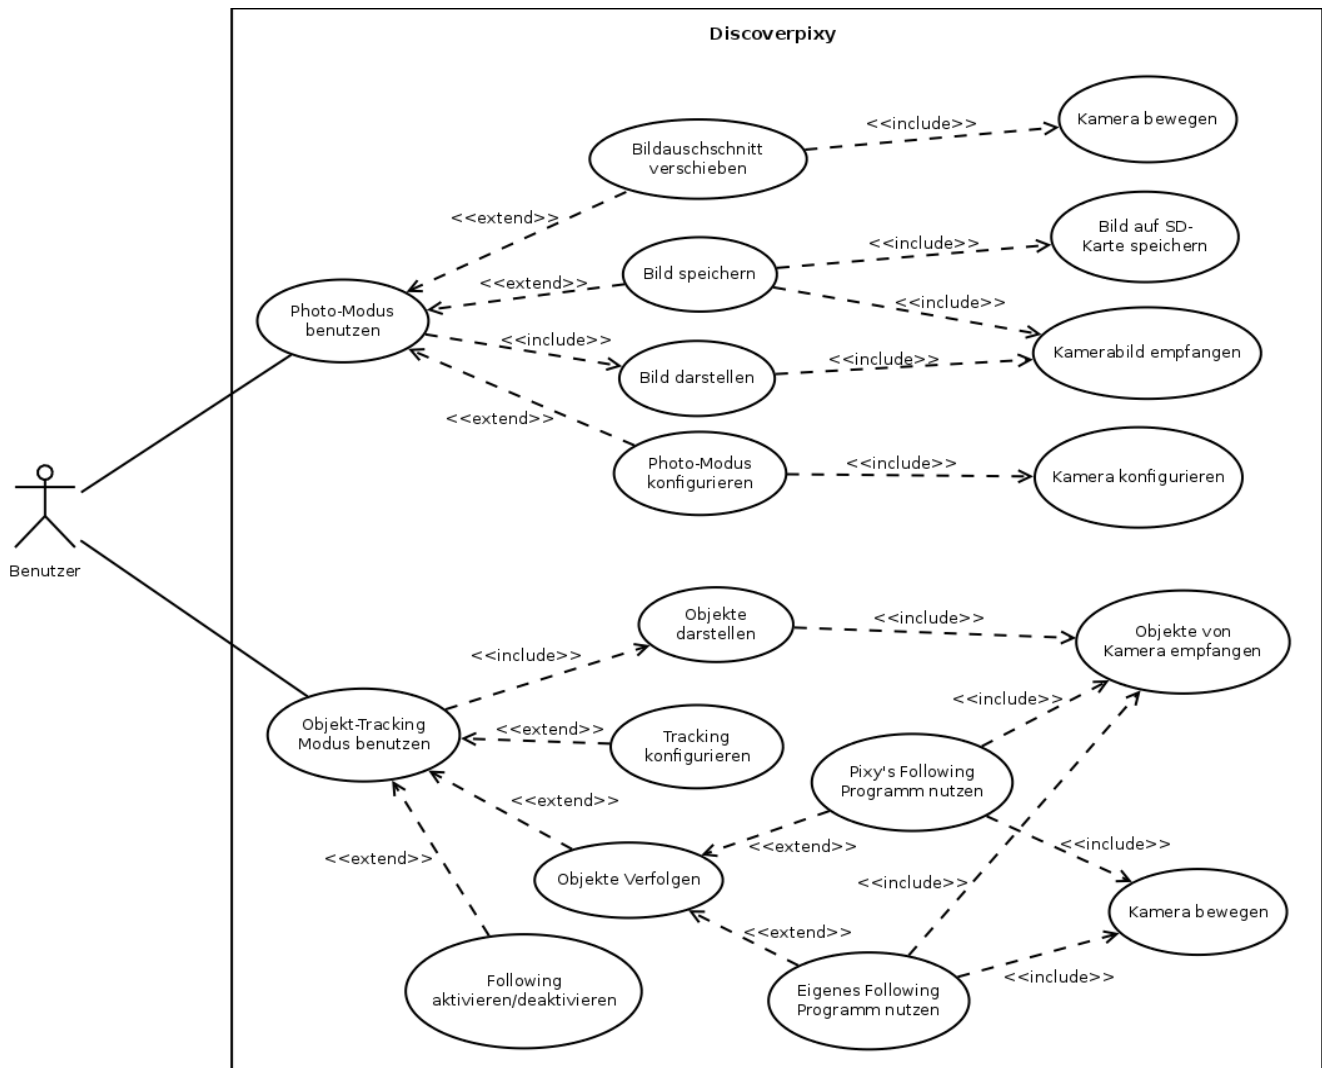 Discoverpixy
Kamera bewegen
<<include>>
Bildauschschnitt
verschieben
<<extend>>
Bild auf SD-
Karte speichern
<<include>>
Bild speichern
<<extend>>
<<include>>
Photo-Modus
benutzen
<<include>>
Kamerabild empfangen
<<include>>
Bild darstellen
<<extend>>
Photo-Modus
konfigurieren
<<include>>
Kamera konfigurieren
Benutzer
Objekte
darstellen
<<include>>
Objekte von
Kamera empfangen
<<include>>
<<include>>
Objekt-Tracking
Modus benutzen
<<extend>>
Tracking
konfigurieren
Pixy's Following
Programm nutzen
<<extend>>
<<extend>>
<<include>>
<<extend>>
Objekte Verfolgen
<<include>>
Kamera bewegen
<<extend>>
Following
aktivieren/deaktivieren
Eigenes Following
Programm nutzen
<<include>>